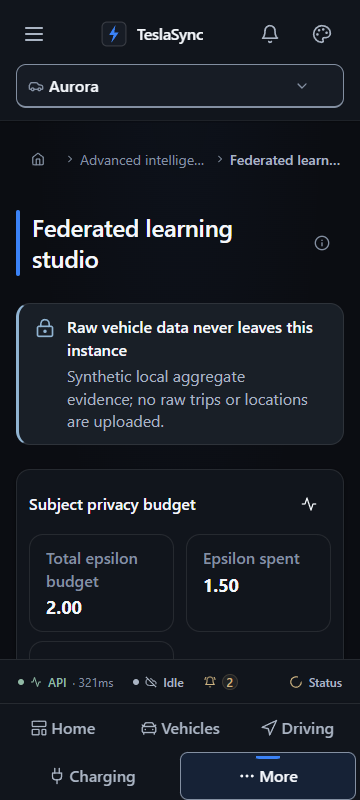 TeslaSync
Aurora
Advanced intellige... Federated learn...
Federated learning
studio
Raw vehicle data never leaves this
instance
Synthetic local aggregate
evidence; no raw trips or locations
are uploaded.
Subject privacy budget
Total epsilon
budget
2.00
Epsilon spent
1.50
API · 321ms Idle 2 Status
Home Vehicles Driving
Charging More